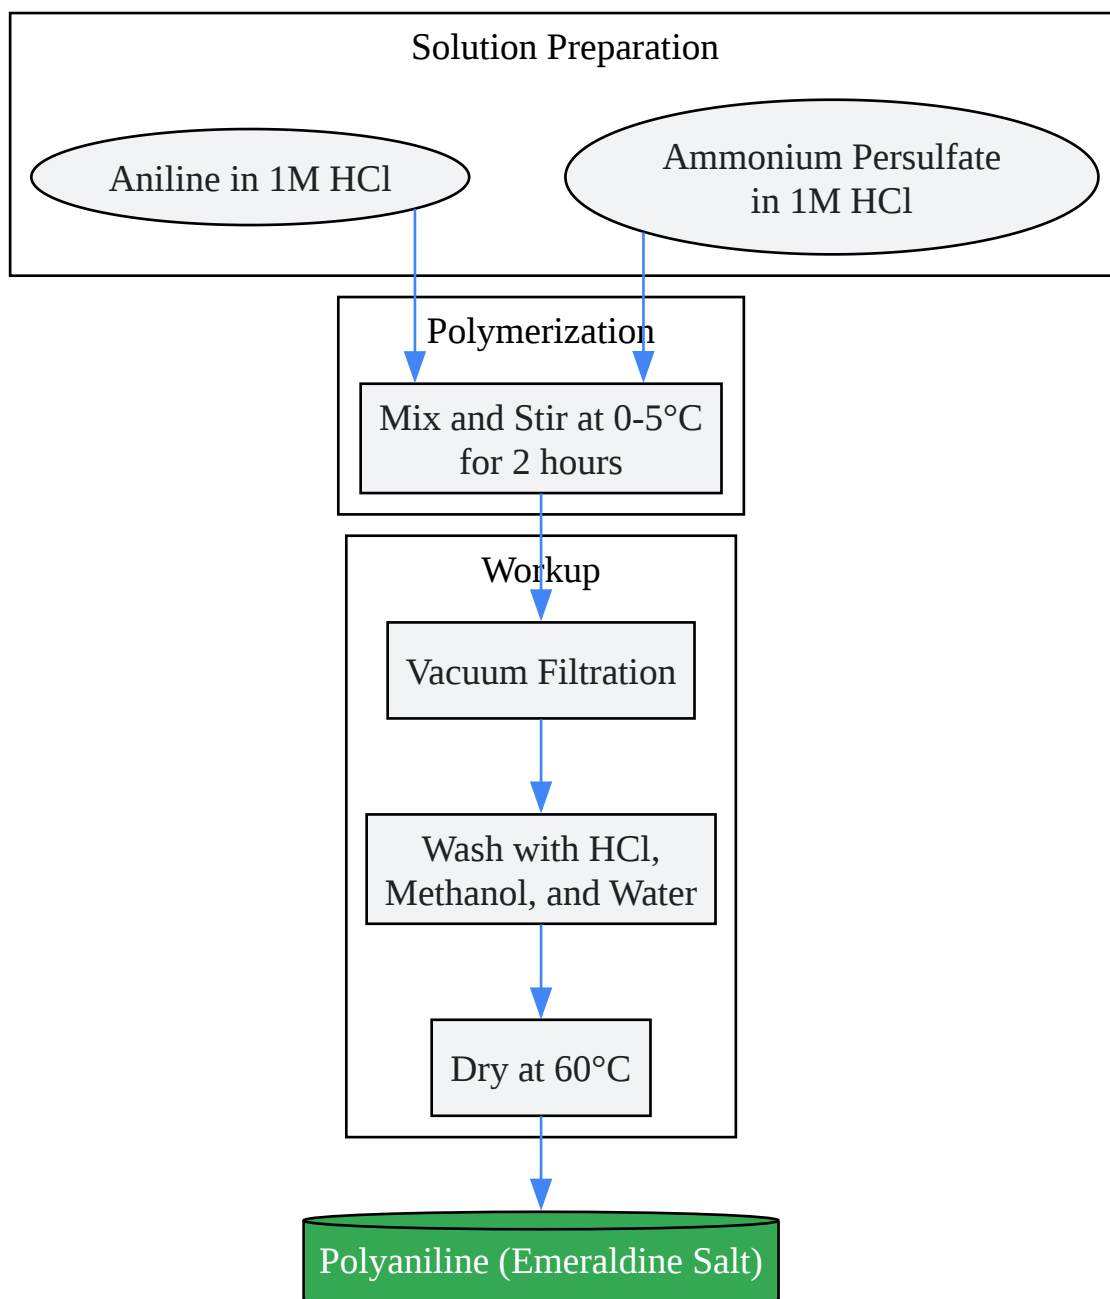 Solution Preparation
Aniline in 1M HCl
Ammonium Persulfate
in 1M HCl
Polymerization
Mix and Stir at 0-5°C
for 2 hours
Workup
Vacuum Filtration
Wash with HCl,
Methanol, and Water
Dry at 60°C
Polyaniline (Emeraldine Salt)